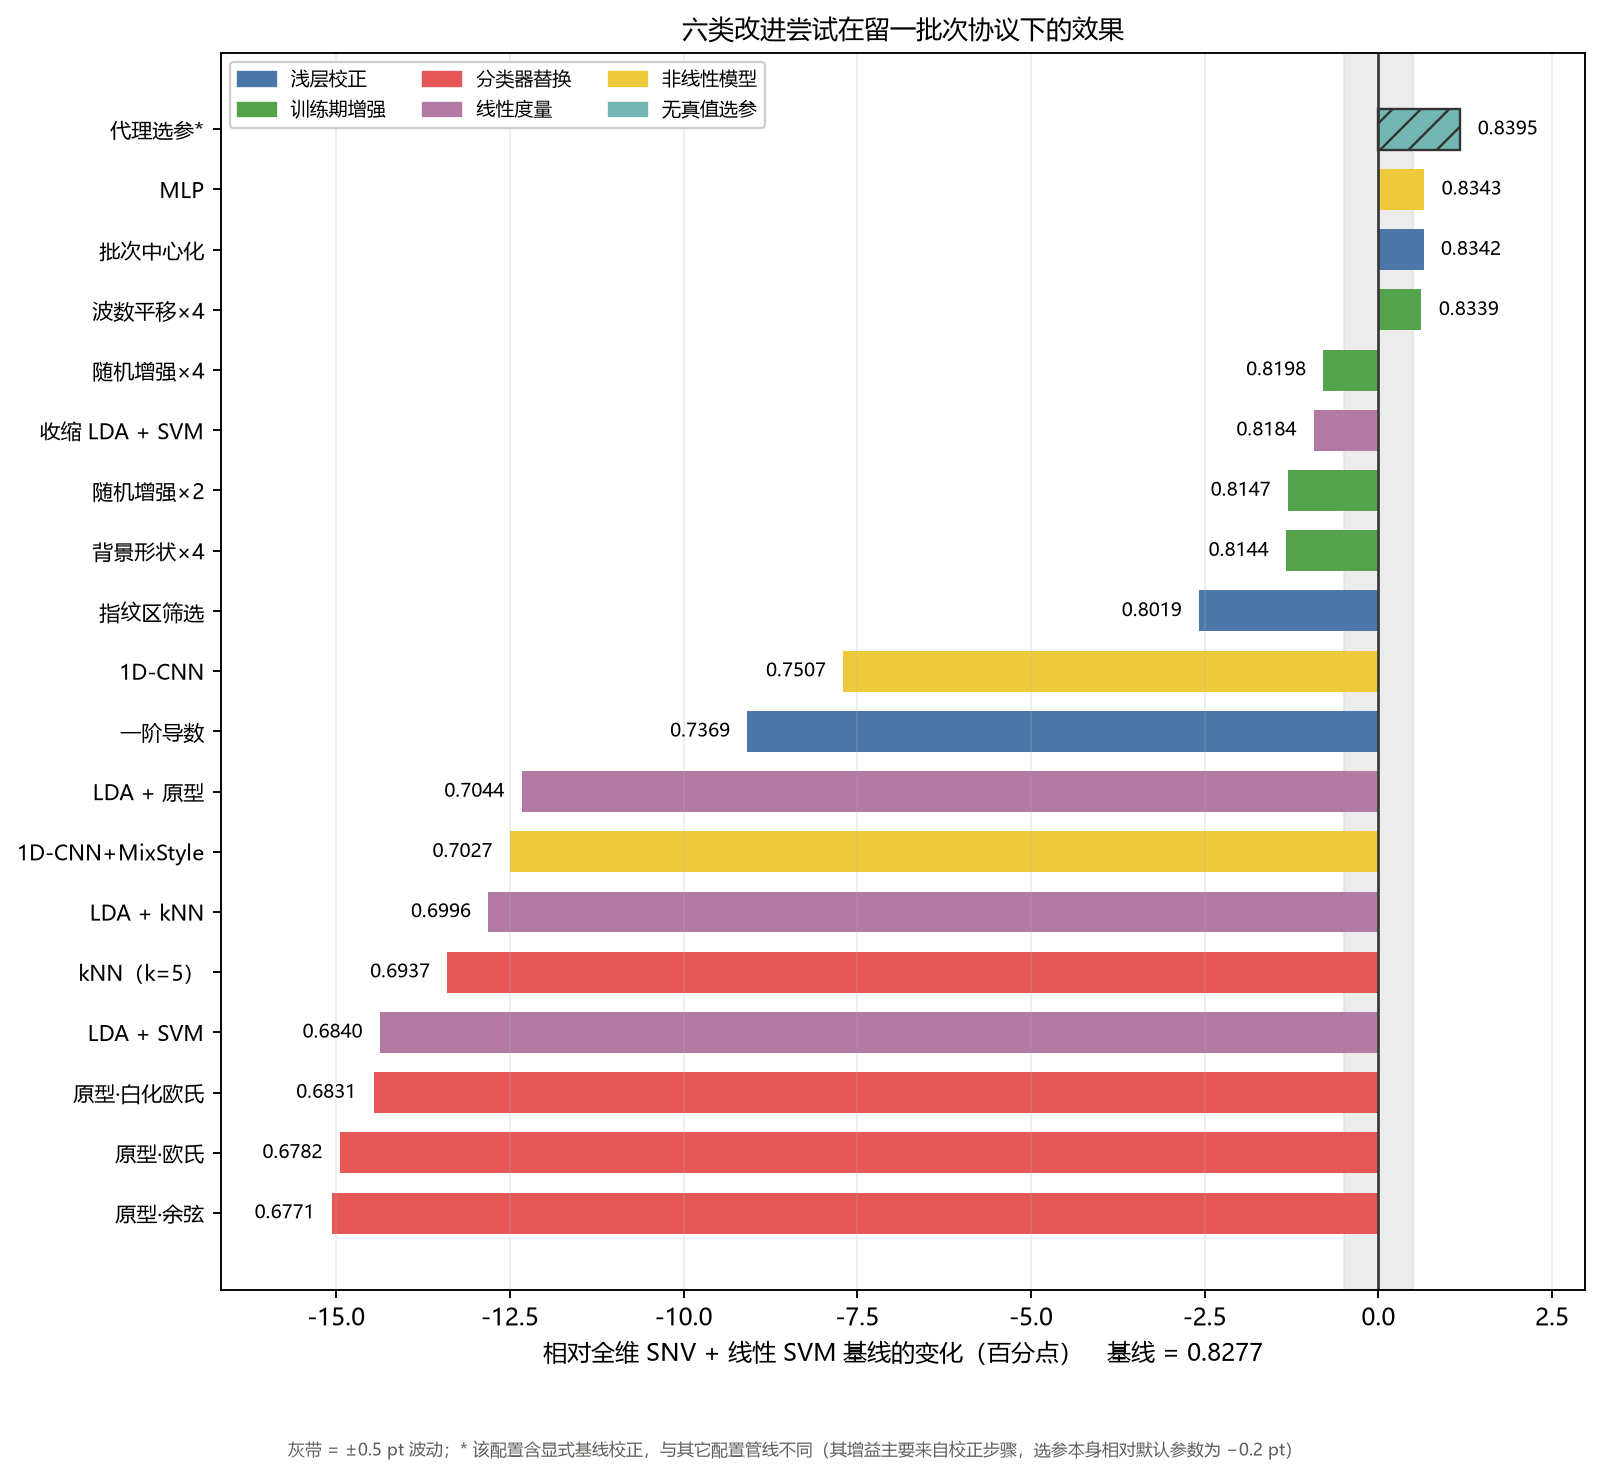 六类改进尝试在留一批次协议下的效果
浅层校正
训练期增强
分类器替换
线性度量
非线性模型
无真值选参
代理选参* 0.8395
MLP 0.8343
批次中心化 0.8342
波数平移×4 0.8339
随机增强×4 0.8198
收缩 LDA + SVM 0.8184
随机增强×2 0.8147
背景形状×4 0.8144
指纹区筛选 0.8019
1D-CNN 0.7507
一阶导数 0.7369
LDA + 原型 0.7044
1D-CNN+MixStyle 0.7027
LDA + kNN 0.6996
kNN（k=5） 0.6937
LDA + SVM 0.6840
原型·白化欧氏 0.6831
原型·欧氏 0.6782
原型·余弦 0.6771
-15.0 -12.5 -10.0 -7.5 -5.0 -2.5 0.0 2.5
相对全维 SNV + 线性 SVM 基线的变化（百分点） 基线 = 0.8277
灰带 = ±0.5 pt 波动；* 该配置含显式基线校正，与其它配置管线不同（其增益主要来自校正步骤，选参本身相对默认参数为 −0.2 pt）